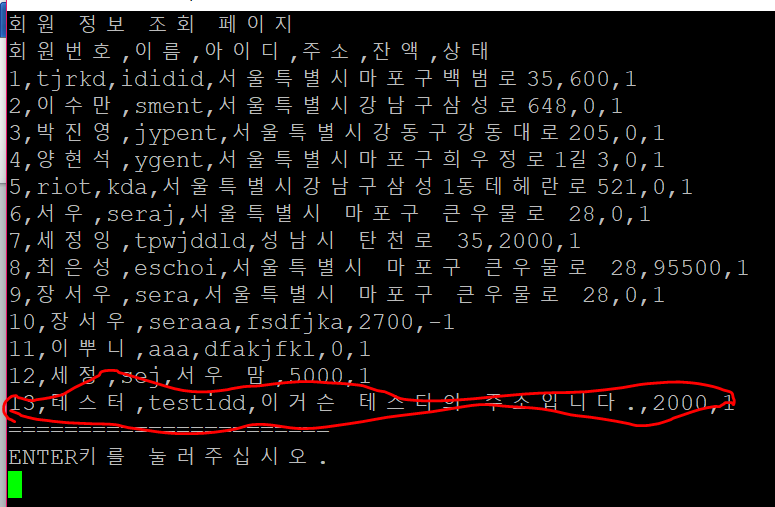 회원 정보 조회 페이지
회원번호,이름,아이디,주소,잔액,상태
1,tjrkd,ididid,서울특별시마포구백범로35,600,1
2,이수만,sment,서울특별시강남구삼성로648,0,1
3,박진영,jypent,서울특별시강동구강동대로205,0,1
4,양현석,ygent,서울특별시마포구희우정로1길3,0,1
5,riot,kda,서울특별시강남구삼성1동테헤란로521,0,1
6,서우,seraj,서울특별시 마포구 큰우물로 28,0,1
7,세정잉,tpwjddld,성남시 탄천로 35,2000,1
8,최은성,eschoi,서울특별시 마포구 큰우물로 28,95500,1
9,장서우,sera,서울특별시 마포구 큰우물로 28,0,1
10,장서우,seraaa,fsdfjka,2700,-1
11,이뿌니,aaa,dfakjfkl,0,1
12,세정,sej,서우 맘,5000,1
13,테스터,testidd,이거슨 테스터의 주소입니다.,2000,1
=======================
ENTER키를 눌러주십시오.